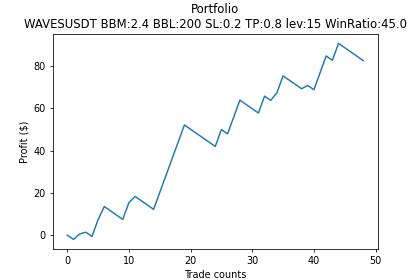 Portfolio
WAVESUSDT BBM:2.4 BBL:200 SL:0.2 TP:0.8 lev:15 WinRatio:45.0
80
60
40
20
0
Profit ($)
0 10 20 30 40 50
Trade counts